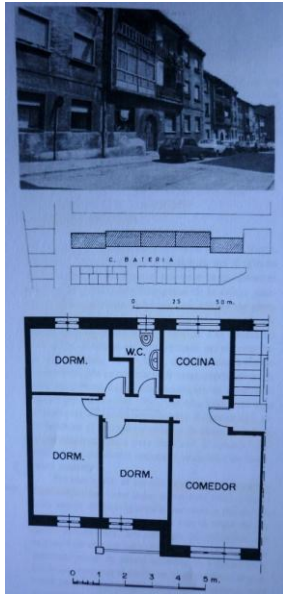 C. BATERIA
0 25 50 m.
DORM.
W.C.
COCINA
DORM.
DORM.
COMEDOR
0 1 2 3 4 5 m.